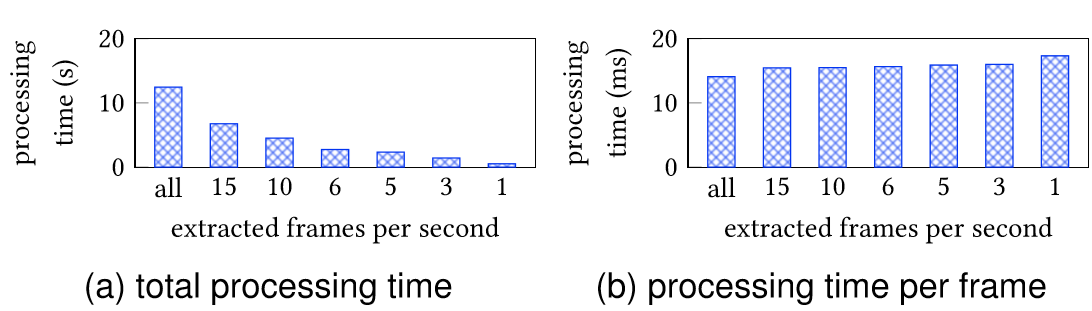 processing
time (s)
20
10
0
all 15 10 6 5 3 1
extracted frames per second
(a) total processing time
processing
time (ms)
20
10
0
all 15 10 6 5 3 1
extracted frames per second
(b) processing time per frame